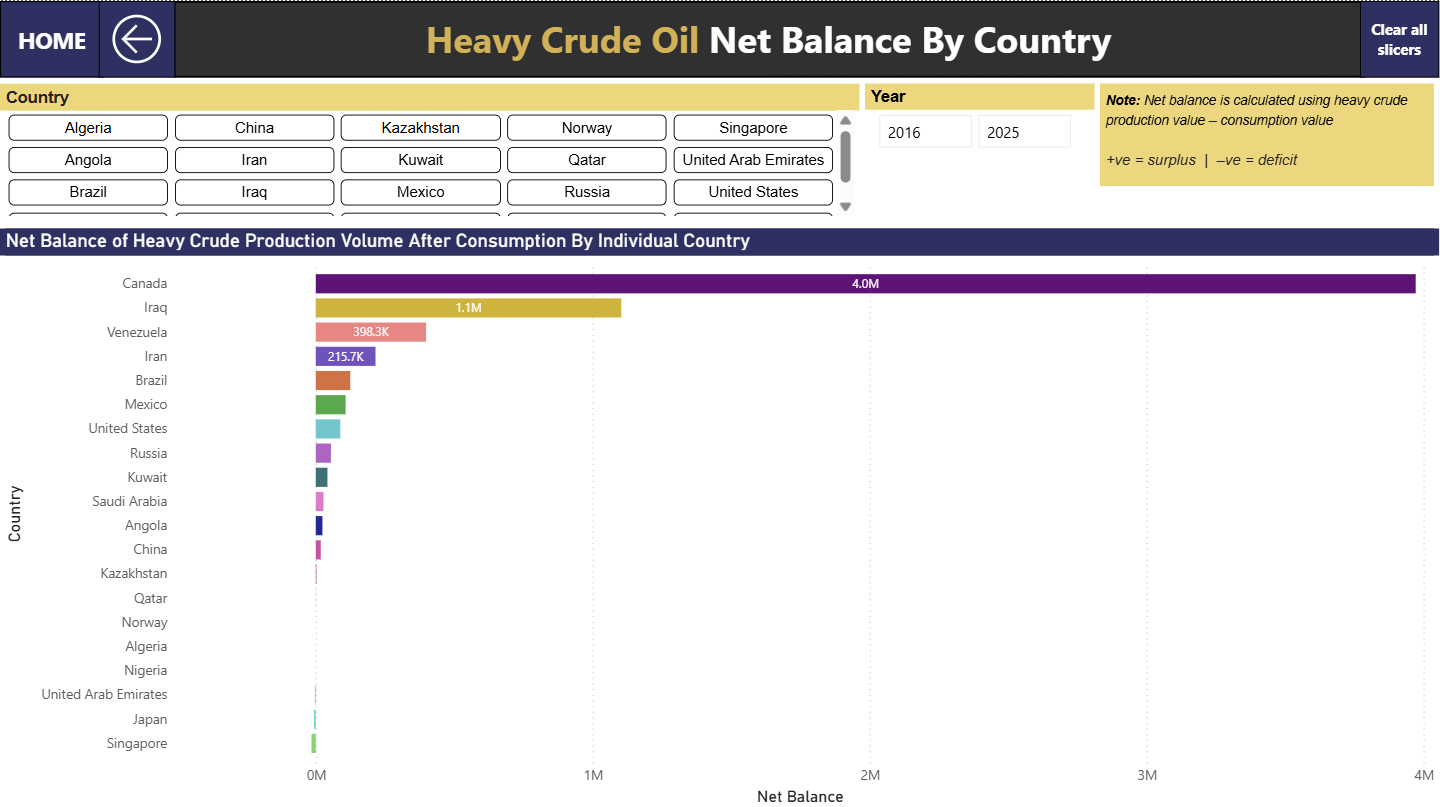 HOME
Heavy Crude Oil Net Balance By Country
Clear all
slicers
Country
Algeria China Kazakhstan Norway Singapore
Angola Iran Kuwait Qatar United Arab Emirates
Brazil Iraq Mexico Russia United States
Year
2016 2025
Note: Net balance is calculated using heavy crude
production value – consumption value
+ve = surplus | –ve = deficit
Net Balance of Heavy Crude Production Volume After Consumption By Individual Country
Country
Canada 4.0M
Iraq 1.1M
Venezuela 398.3K
Iran 215.7K
Brazil
Mexico
United States
Russia
Kuwait
Saudi Arabia
Angola
China
Kazakhstan
Qatar
Norway
Algeria
Nigeria
United Arab Emirates
Japan
Singapore
0M 1M 2M 3M 4M
Net Balance